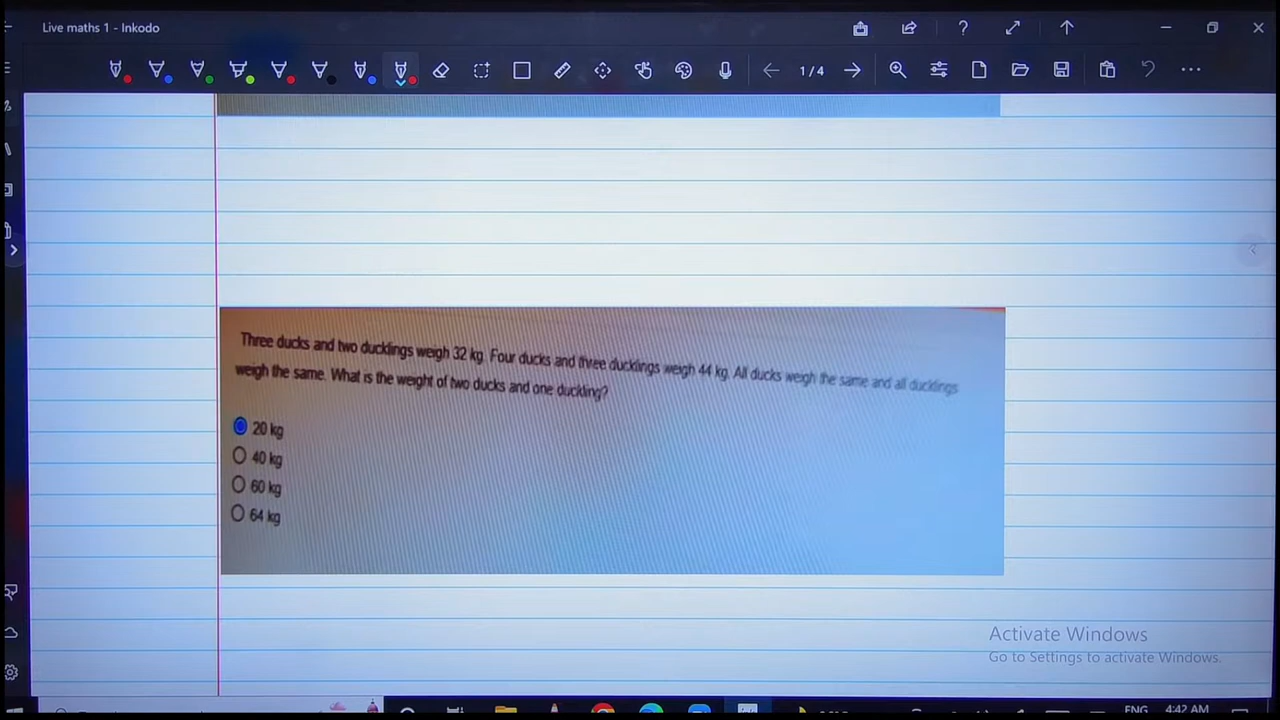 Live maths 1 - Inkodo
1 / 4
Three ducks and two ducklings weigh 32 kg. Four ducks and three ducklings weigh 44 kg. All ducks weigh the same and all ducklings
weigh the same. What is the weight of two ducks and one duckling?
20 kg
40 kg
60 kg
64 kg
Activate Windows
Go to Settings to activate Windows.
ENG
4:42 AM